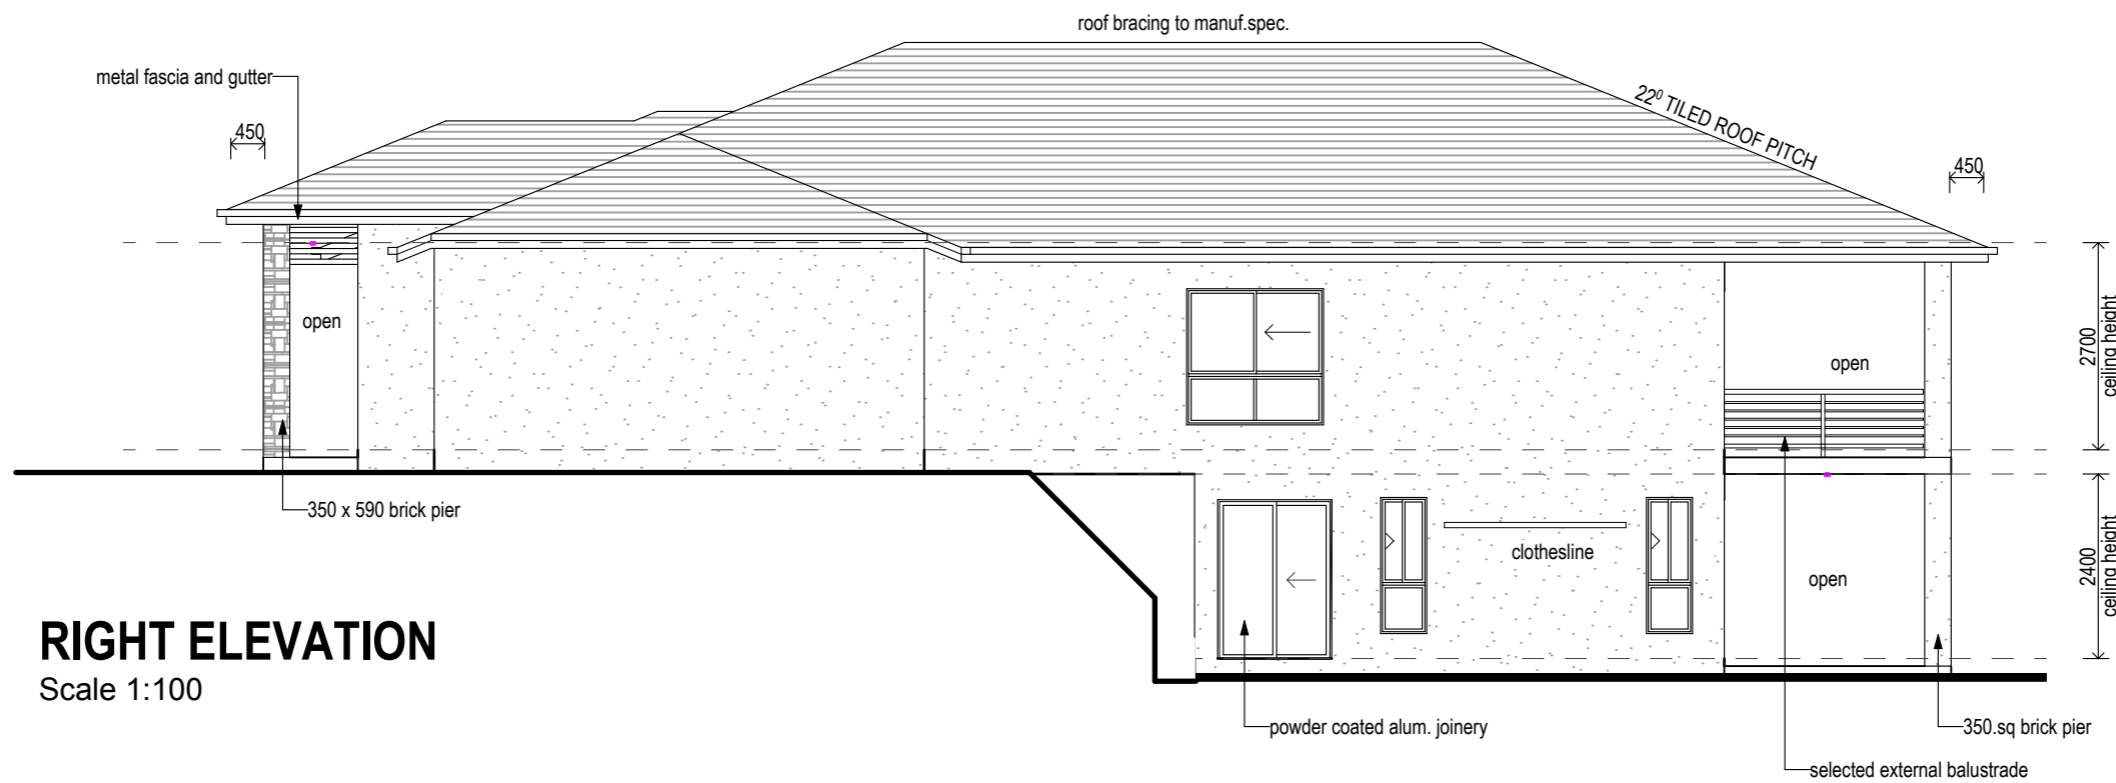 roof bracing to manuf.spec.
metal fascia and gutter
450
22⁰ TILED ROOF PITCH
450
open
open
2700
ceiling height
350 x 590 brick pier
clothesline
open
2400
ceiling height
RIGHT ELEVATION
Scale 1:100
powder coated alum. joinery
350.sq brick pier
selected external balustrade